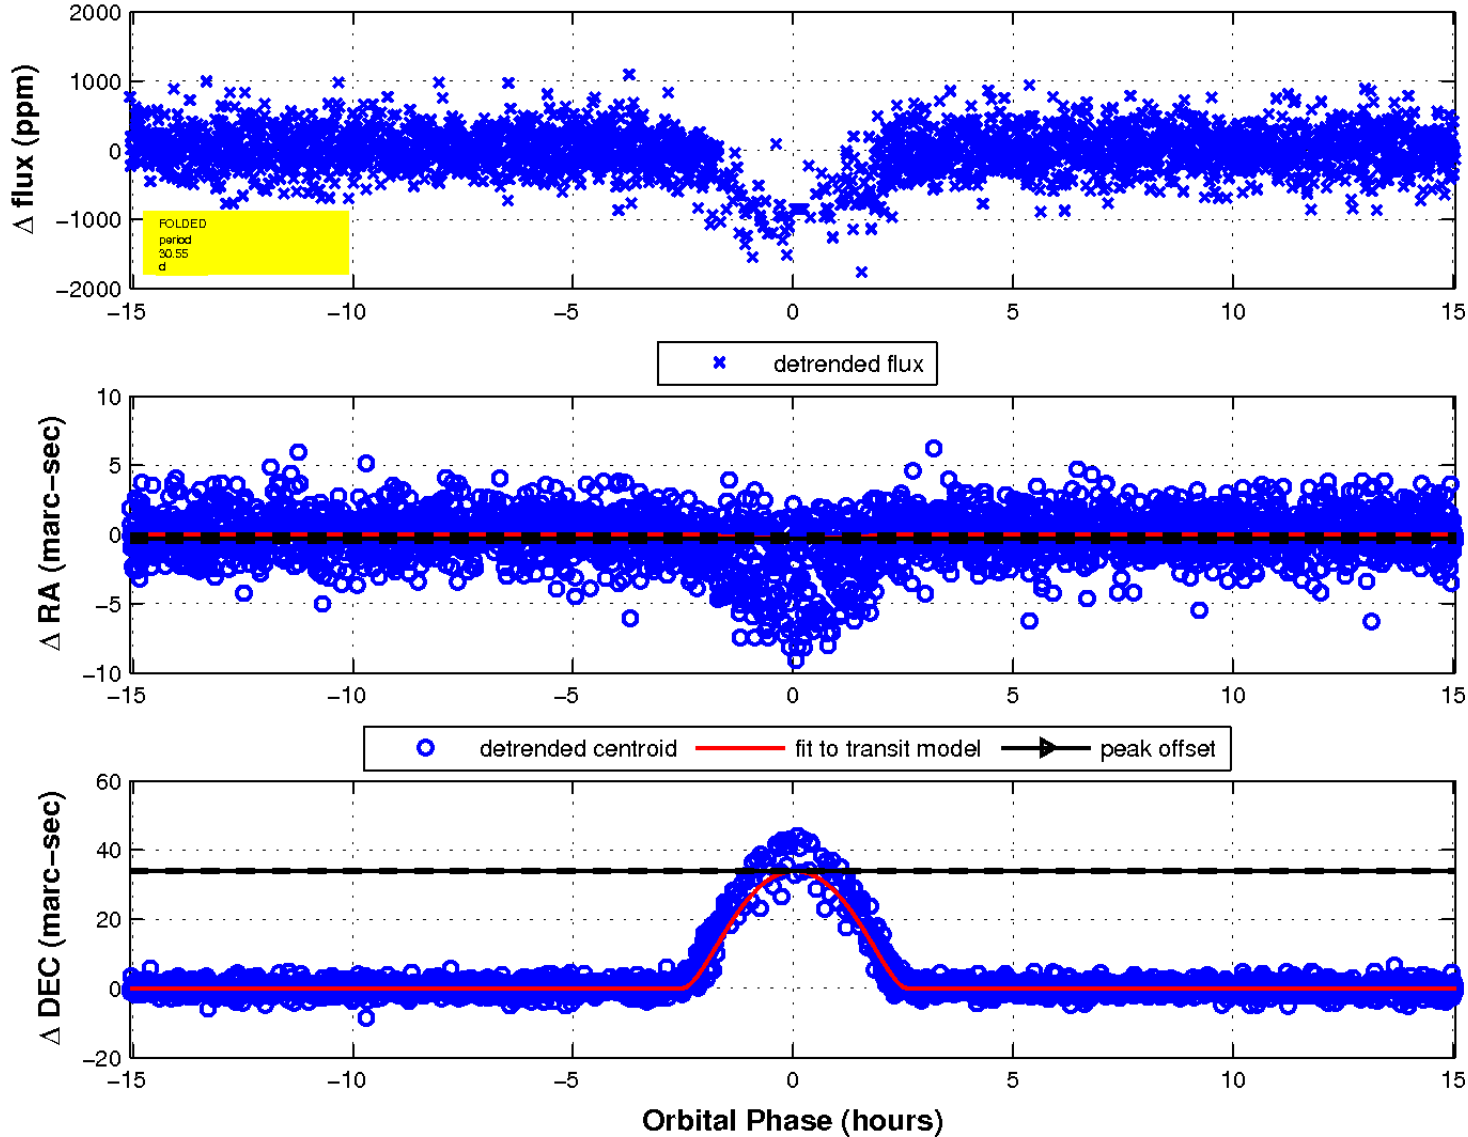 2000
1000
0
−1000
−2000
Δ flux (ppm)
FOLDED
period
30.55
d
−15 −10 −5 0 5 10 15
detrended flux
10
5
0
−5
−10
Δ RA (marc−sec)
−15 −10 −5 0 5 10 15
detrended centroid fit to transit model peak offset
60
40
20
0
−20
Δ DEC (marc−sec)
−15 −10 −5 0 5 10 15
Orbital Phase (hours)